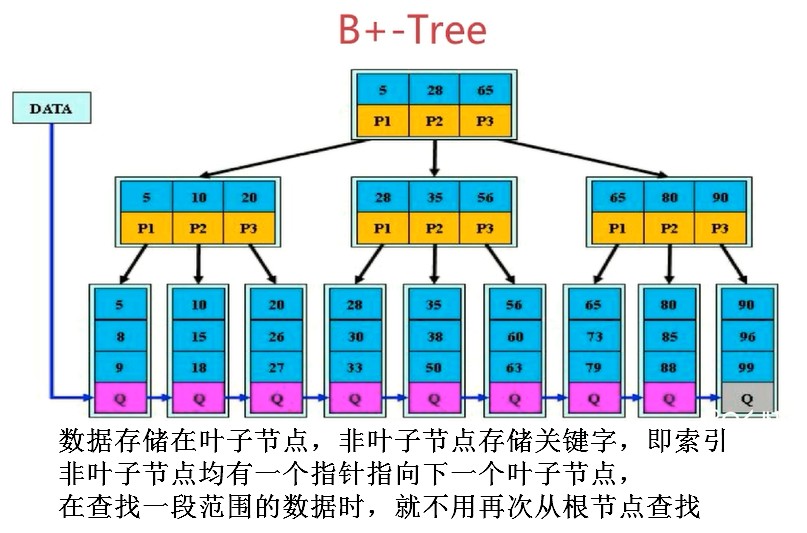 B+-Tree
DATA
5 28 65
P1 P2 P3
5 10 20
P1 P2 P3
28 35 56
P1 P2 P3
65 80 90
P1 P2 P3
5 10 20 28 35 56 65 80 90
8 15 26 30 38 60 73 85 96
9 18 27 33 50 63 79 88 99
Q Q Q Q Q Q Q Q Q
数据存储在叶子节点，非叶子节点存储关键字，即索引
非叶子节点均有一个指针指向下一个叶子节点，
在查找一段范围的数据时，就不用再次从根节点查找